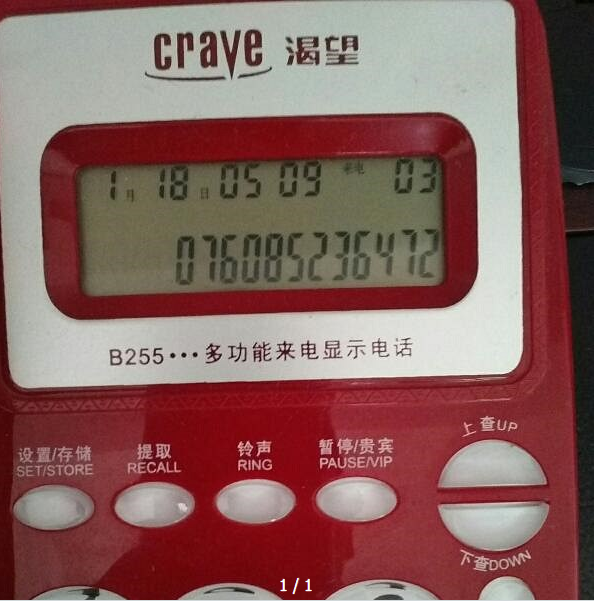 crave 渴望
1月 18日 05 09 来电 03
076085236472
B255···多功能来电显示电话
设置/存储 提取 铃声 暂停/贵宾 上查UP
SET/STORE RECALL RING PAUSE/VIP
下查DOWN
1/1